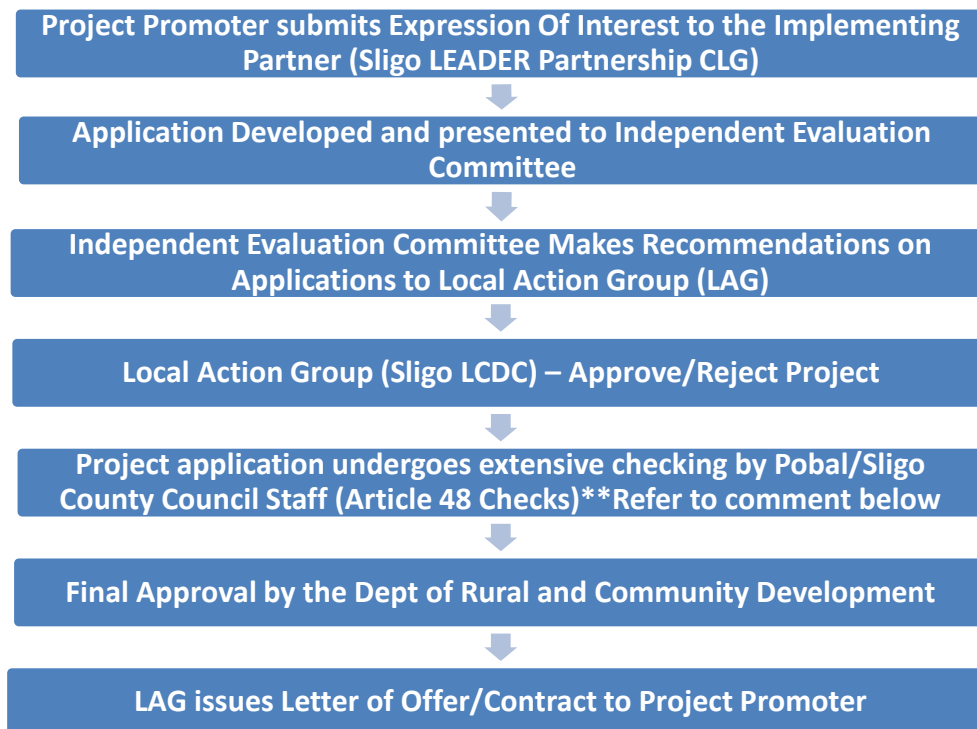 Project Promoter submits Expression Of Interest to the Implementing
Partner (Sligo LEADER Partnership CLG)
Application Developed and presented to Independent Evaluation
Committee
Independent Evaluation Committee Makes Recommendations on
Applications to Local Action Group (LAG)
Local Action Group (Sligo LCDC) – Approve/Reject Project
Project application undergoes extensive checking by Pobal/Sligo
County Council Staff (Article 48 Checks)**Refer to comment below
Final Approval by the Dept of Rural and Community Development
LAG issues Letter of Offer/Contract to Project Promoter